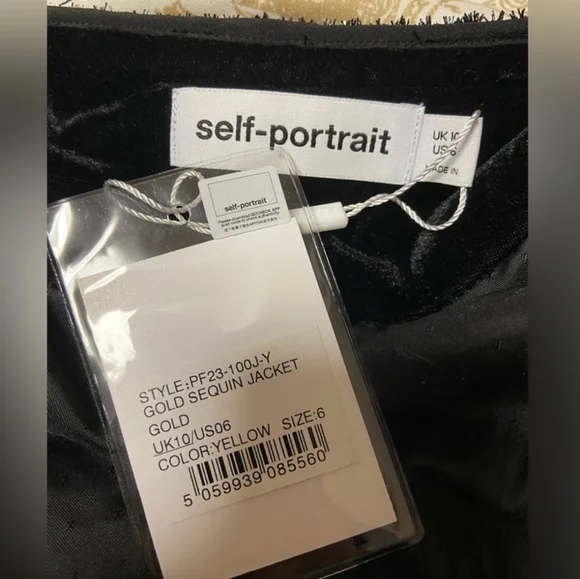 self-portrait
UK 10
US 6
MADE IN
self-portrait
STYLE:PF23-100J-Y
GOLD SEQUIN JACKET
GOLD
UK10/US06
COLOR:YELLOW SIZE:6
5 059939 085560